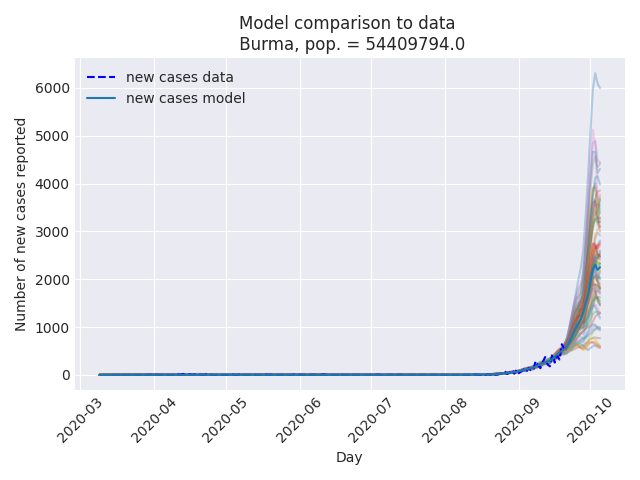 Model comparison to data
Burma, pop. = 54409794.0
new cases data
new cases model
Number of new cases reported
6000
5000
4000
3000
2000
1000
0
2020-03
2020-04
2020-05
2020-06
2020-07
2020-08
2020-09
2020-10
Day